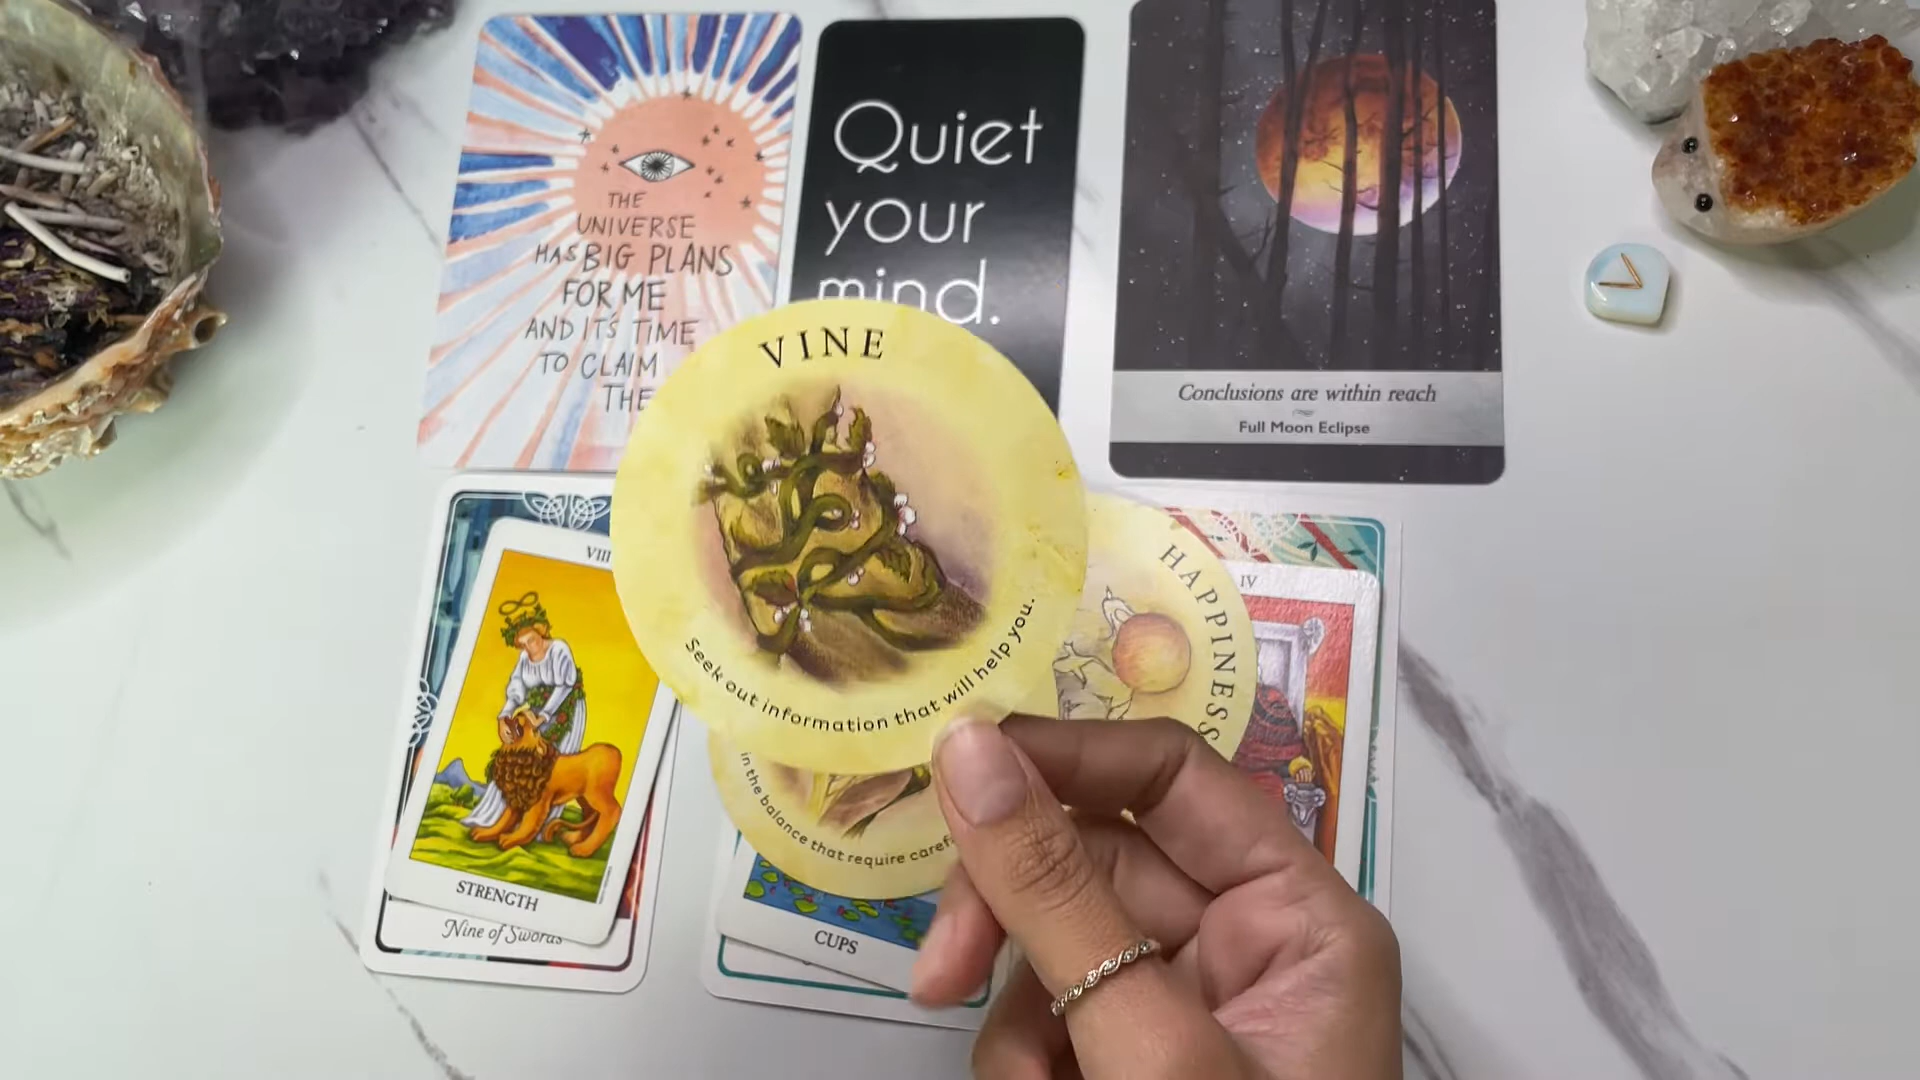 THE
UNIVERSE
HAS BIG PLANS
FOR ME
AND IT'S TIME
TO CLAIM
THE
Quiet
your
mind.
Conclusions are within reach
Full Moon Eclipse
VINE
Seek out information that will help you.
HAPPINESS
in the balance that require
VIII
STRENGTH
Nine of Swords
CUPS
IV